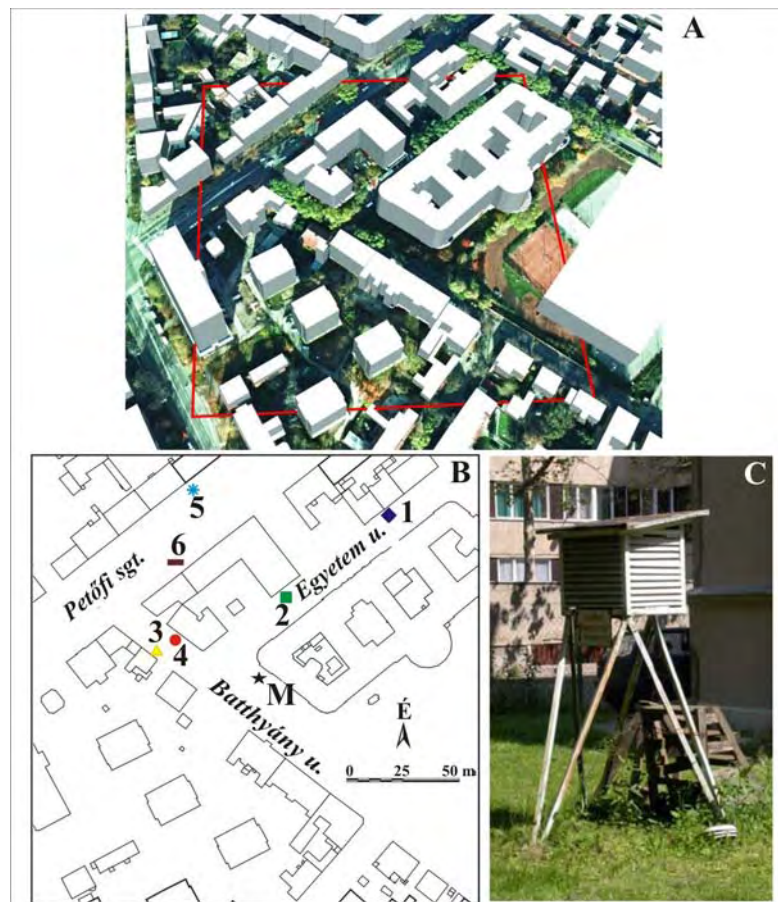 A
B
5
1
6
Petőfi sgt.
Egyetem u.
2
3
4
M
Batthyány u.
É
0 25 50 m
C